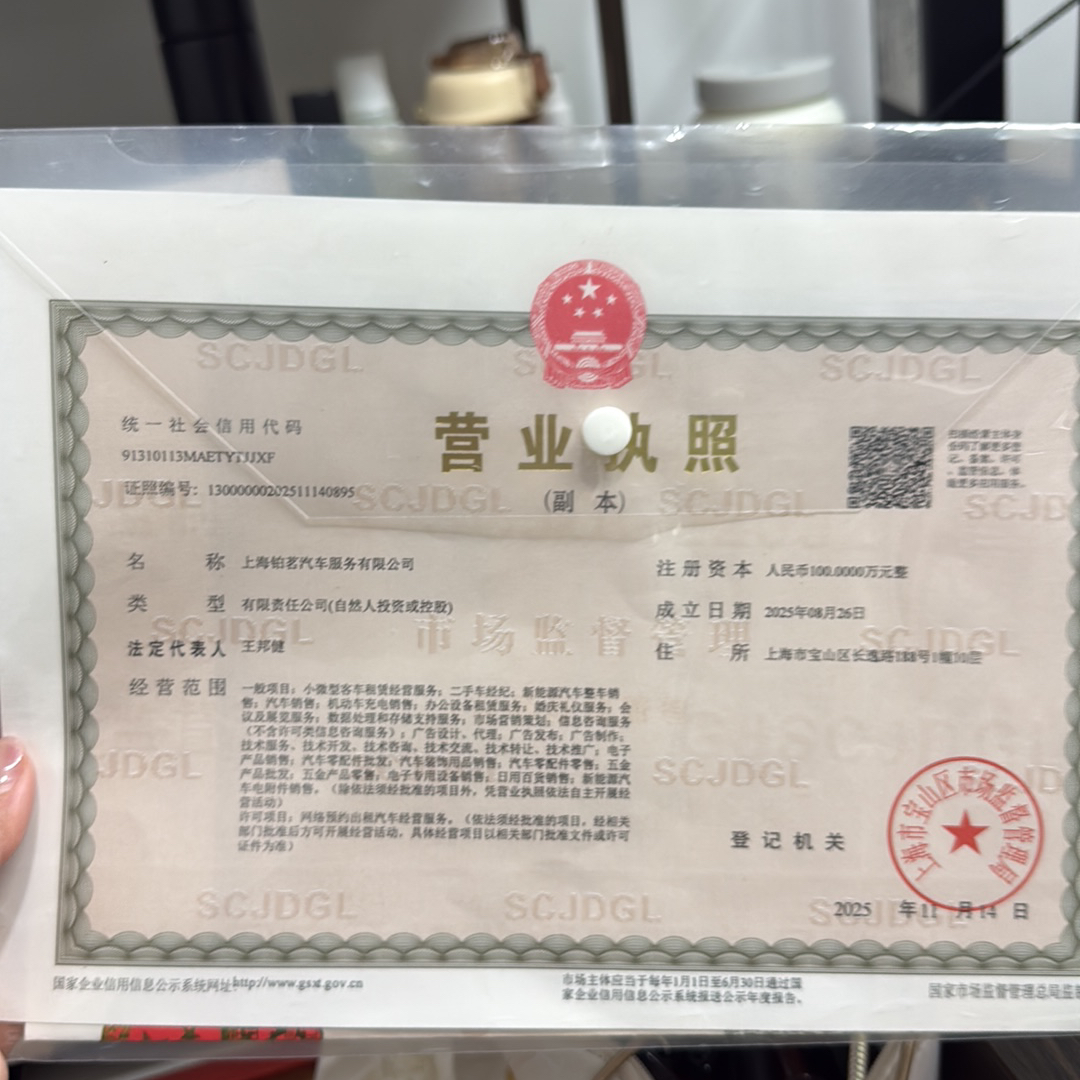 统一社会信用代码
91310113MAETYTJJXF
证照编号：13000000202511140895
营业执照
（副 本）
名 称 上海铂茗汽车服务有限公司
类 型 有限责任公司(自然人投资或控股)
法定代表人 王邦健
经营范围 一般项目：小微型客车租赁经营服务；二手车经纪；新能源汽车整车销
售；汽车销售；机动车充电销售；办公设备租赁服务；婚庆礼仪服务；会
议及展览服务；数据处理和存储支持服务；市场营销策划；信息咨询服务
（不含许可类信息咨询服务）；广告设计、代理；广告发布；广告制作；
技术服务、技术开发、技术咨询、技术交流、技术转让、技术推广；电子
产品销售；汽车零配件批发；汽车装饰用品销售；汽车零配件零售；五金
产品批发；五金产品零售；电子专用设备销售；日用百货销售；新能源汽
车电附件销售。（除依法须经批准的项目外，凭营业执照依法自主开展经
营活动）
许可项目：网络预约出租汽车经营服务。（依法须经批准的项目，经相关
部门批准后方可开展经营活动，具体经营项目以相关部门批准文件或许可
证件为准）
注册资本 人民币100.0000万元整
成立日期 2025年08月26日
住 所 上海市宝山区长逸路188号1幢10层
登记机关
上海市宝山区市场监督管理局
2025 年11 月14 日
SCJDGL
市场监督管理
国家企业信用信息公示系统网址http://www.gsxt.gov.cn
市场主体应当于每年1月1日至6月30日通过国
家企业信用信息公示系统报送公示年度报告。
国家市场监督管理总局监